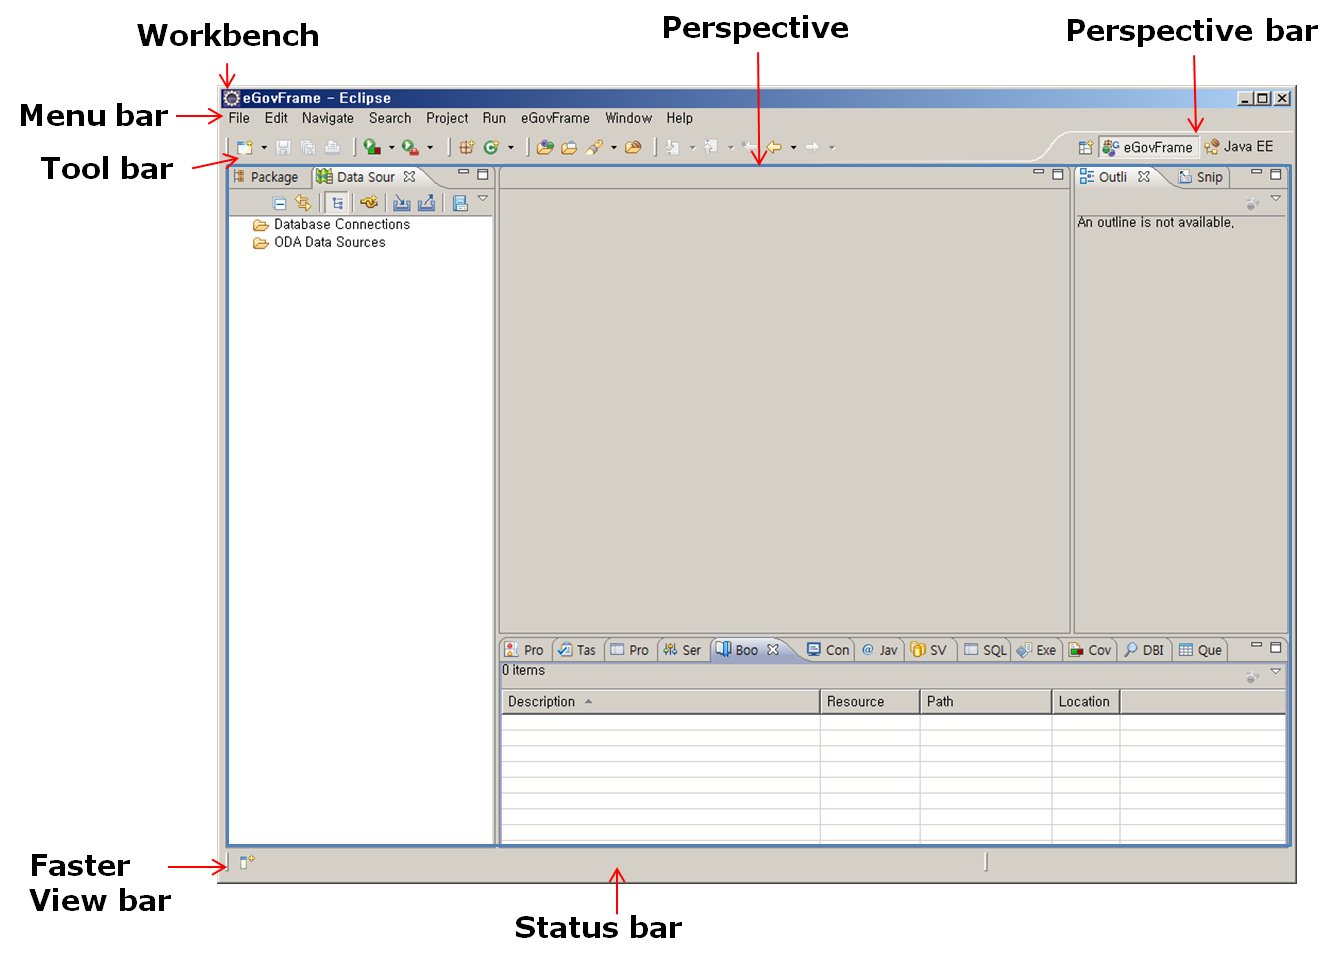 Workbench
Perspective
Perspective bar
eGovFrame - Eclipse
Menu bar
File Edit Navigate Search Project Run eGovFrame Window Help
Tool bar
eGovFrame Java EE
Package Data Sour
Outli Snip
Database Connections
ODA Data Sources
An outline is not available.
Pro Tas Pro Ser Boo Con @ Jav SV SQL Exe Cov DBI Que
0 items
Description Resource Path Location
Faster
View bar
Status bar